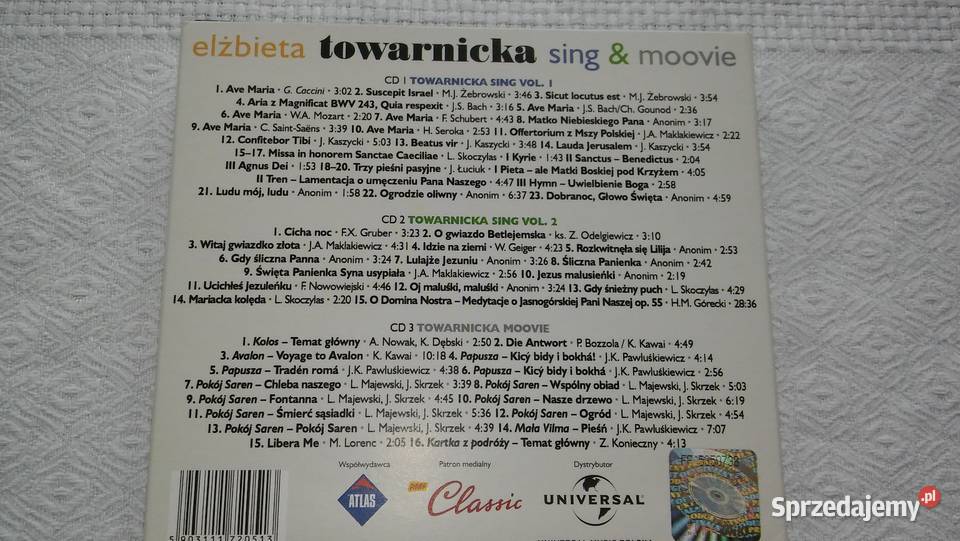 elżbieta towarnicka sing & moovie
CD 1 TOWARNICKA SING VOL. 1
1. Ave Maria • G. Caccini • 3:02 2. Suscepit Israel • M.J. Żebrowski • 3:46 3. Sicut locutus est • M.J. Żebrowski • 3:54
4. Aria z Magnificat BWV 243, Quia respexit • J.S. Bach • 3:16 5. Ave Maria • J.S. Bach/Ch. Gounod • 2:36
6. Ave Maria • W.A. Mozart • 2:20 7. Ave Maria • F. Schubert • 4:43 8. Matko Niebieskiego Pana • Anonim • 3:17
9. Ave Maria • C. Saint-Saëns • 3:39 10. Ave Maria • H. Seroka • 2:53 11. Offertorium z Mszy Polskiej • J.A. Maklakiewicz • 2:22
12. Confitebor Tibi • J. Kaszycki • 5:03 13. Beatus vir • J. Kaszycki • 3:48 14. Lauda Jerusalem • J. Kaszycki • 3:54
15–17. Missa in honorem Sanctae Caeciliae • L. Skoczylas • I Kyrie • 1:43 II Sanctus – Benedictus • 2:04
III Agnus Dei • 1:53 18–20. Trzy pieśni pasyjne • J. Łuciuk • I Pieta – ale Matki Boskiej pod Krzyżem • 4:05
II Tren – Lamentacja o umęczeniu Pana Naszego • 4:47 III Hymn – Uwielbienie Boga • 2:58
21. Ludu mój, ludu • Anonim • 1:58 22. Ogrodzie oliwny • Anonim • 6:37 23. Dobranoc, Głowo Święta • Anonim • 4:59
CD 2 TOWARNICKA SING VOL. 2
1. Cicha noc • F.X. Gruber • 3:23 2. O gwiazdo Betlejemska • ks. Z. Odelgiewicz • 3:10
3. Witaj gwiazdko złota • J.A. Maklakiewicz • 4:31 4. Idzie na ziemi • W. Geiger • 4:23 5. Rozkwitnęła się Lilija • Anonim • 2:53
6. Gdy śliczna Panna • Anonim • 3:24 7. Lulajże Jezuniu • Anonim • 3:26 8. Śliczna Panienka • Anonim • 2:42
9. Święta Panienka Syna usypiała • J.A. Maklakiewicz • 2:56 10. Jezus malusieńki • Anonim • 2:19
11. Ucichłeś Jezuleńku • F. Nowowiejski • 4:46 12. Oj maluśki, maluśki • Anonim • 3:24 13. Gdy śnieżny puch • L. Skoczylas • 4:29
14. Mariacka kolęda • L. Skoczylas • 2:20 15. O Domina Nostra – Medytacje o Jasnogórskiej Pani Naszej op. 55 • H.M. Górecki • 28:36
CD 3 TOWARNICKA MOOVIE
1. Kolos – Temat główny • A. Nowak, K. Dębski • 2:50 2. Die Antwort • P. Bozzola / K. Kawai • 4:49
3. Avalon – Voyage to Avalon • K. Kawai • 10:18 4. Papusza – Kicý bidy i bokhá! • J.K. Pawluśkiewicz • 4:14
5. Papusza – Tradén romá • J.K. Pawluśkiewicz • 4:38 6. Papusza – Kicý bidy i bokhá • J.K. Pawluśkiewicz • 2:56
7. Pokój Saren – Chleba naszego • L. Majewski, J. Skrzek • 3:39 8. Pokój Saren – Wspólny obiad • L. Majewski, J. Skrzek • 5:03
9. Pokój Saren – Fontanna • L. Majewski, J. Skrzek • 4:45 10. Pokój Saren – Nasze drzewo • L. Majewski, J. Skrzek • 6:19
11. Pokój Saren – Śmierć sąsiadki • L. Majewski, J. Skrzek • 5:36 12. Pokój Saren – Ogród • L. Majewski, J. Skrzek • 4:54
13. Pokój Saren – Pokój Saren • L. Majewski, J. Skrzek • 4:39 14. Mała Vilma – Pieśń • J.K. Pawluśkiewicz • 7:07
15. Libera Me • M. Lorenc • 2:05 16. Kartka z podróży – Temat główny • Z. Konieczny • 4:13
Współwydawca Patron medialny Dystrybutor
ATLAS
Classic
UNIVERSAL
5 903111 720513
Sprzedajemy.pl